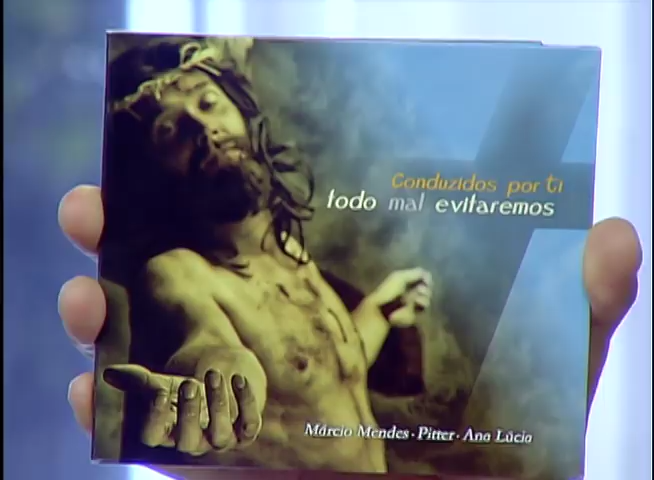 Conduzidos por ti
todo mal evitaremos
Márcio Mendes · Pitter · Ana Lúcia